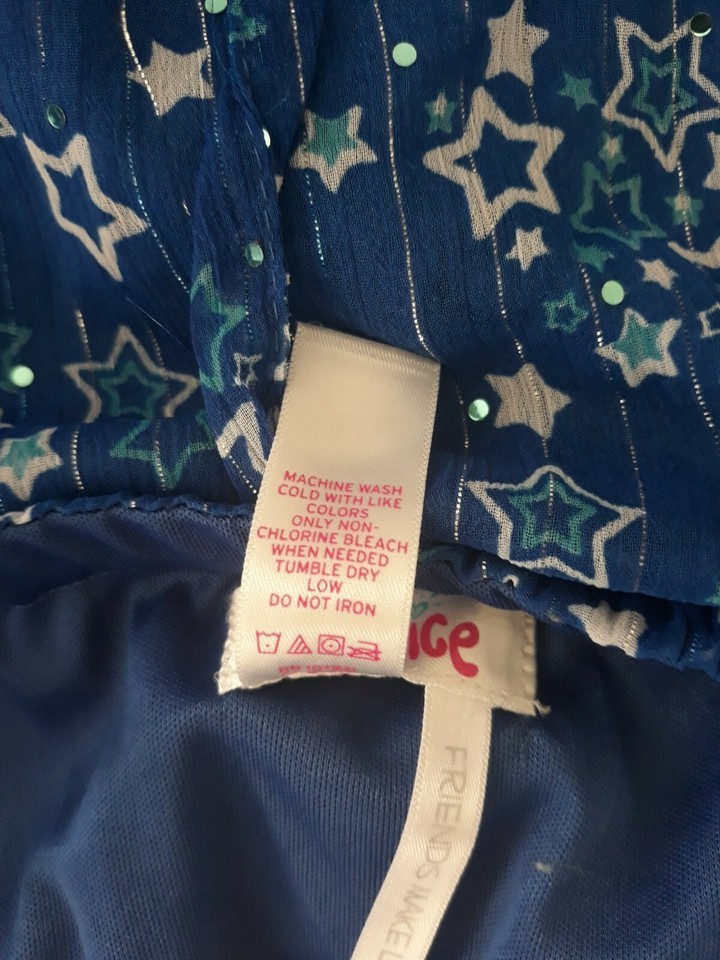 MACHINE WASH
COLD WITH LIKE
COLORS
ONLY NON-
CHLORINE BLEACH
WHEN NEEDED
TUMBLE DRY
LOW
DO NOT IRON
ice
FRIENDS MAKE L